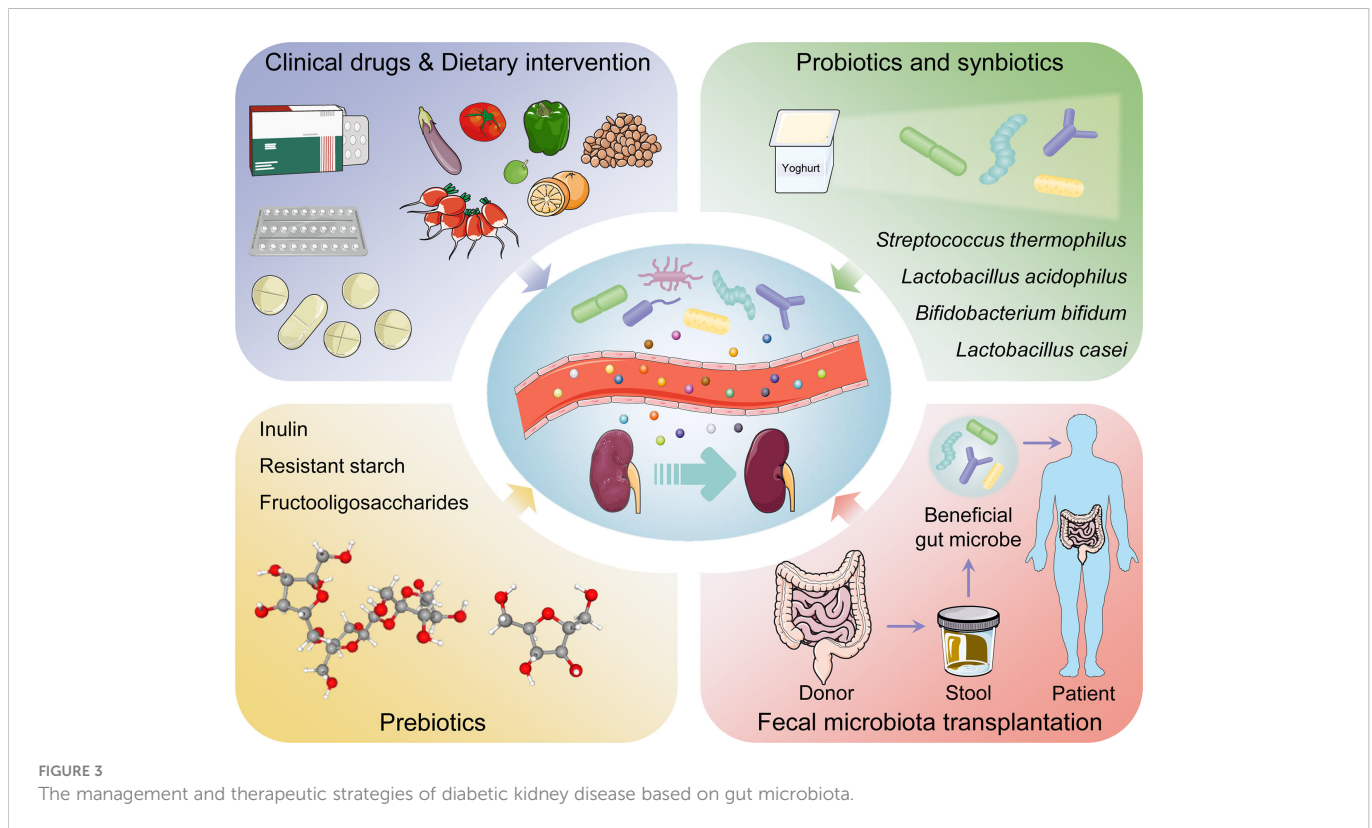 Clinical drugs & Dietary intervention
Probiotics and synbiotics
Yoghurt
Streptococcus thermophilus
Lactobacillus acidophilus
Bifidobacterium bifidum
Lactobacillus casei
Inulin
Resistant starch
Fructooligosaccharides
Prebiotics
Beneficial
gut microbe
Donor
Stool
Patient
Fecal microbiota transplantation
FIGURE 3
The management and therapeutic strategies of diabetic kidney disease based on gut microbiota.